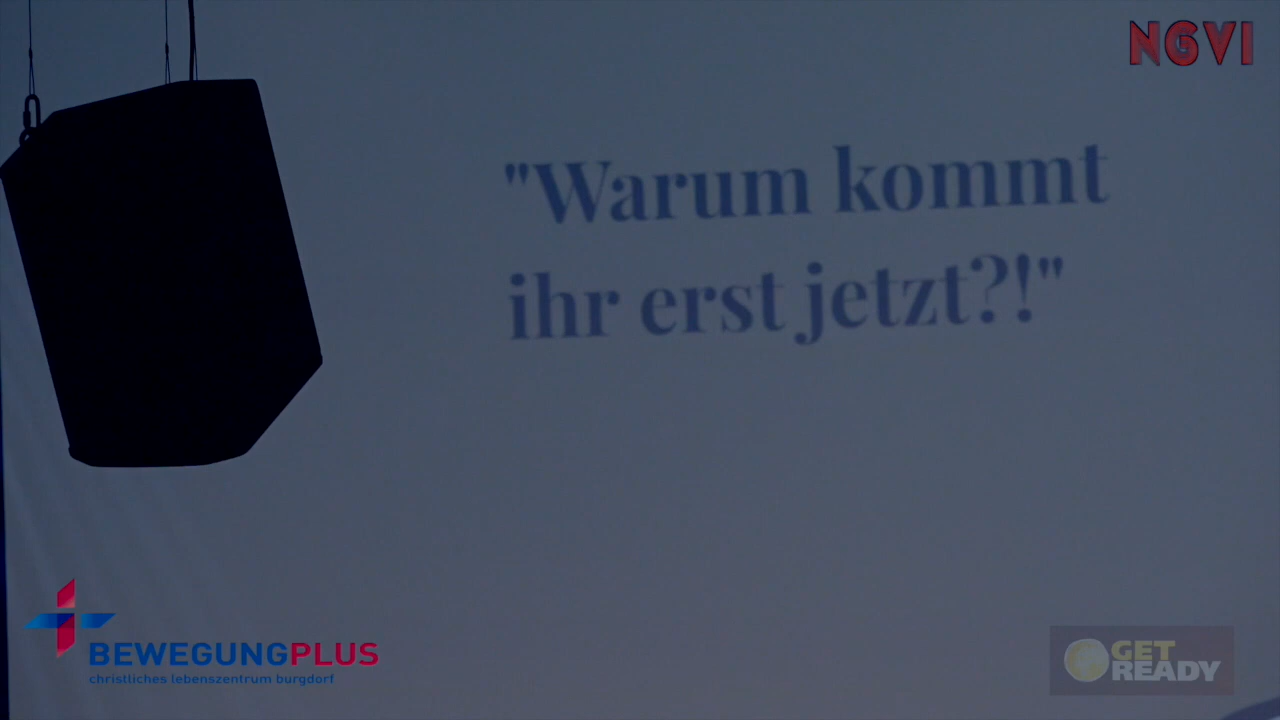 NGVI
"Warum kommt
ihr erst jetzt?!"
BEWEGUNGPLUS
christliches lebenszentrum burgdorf
GET
READY